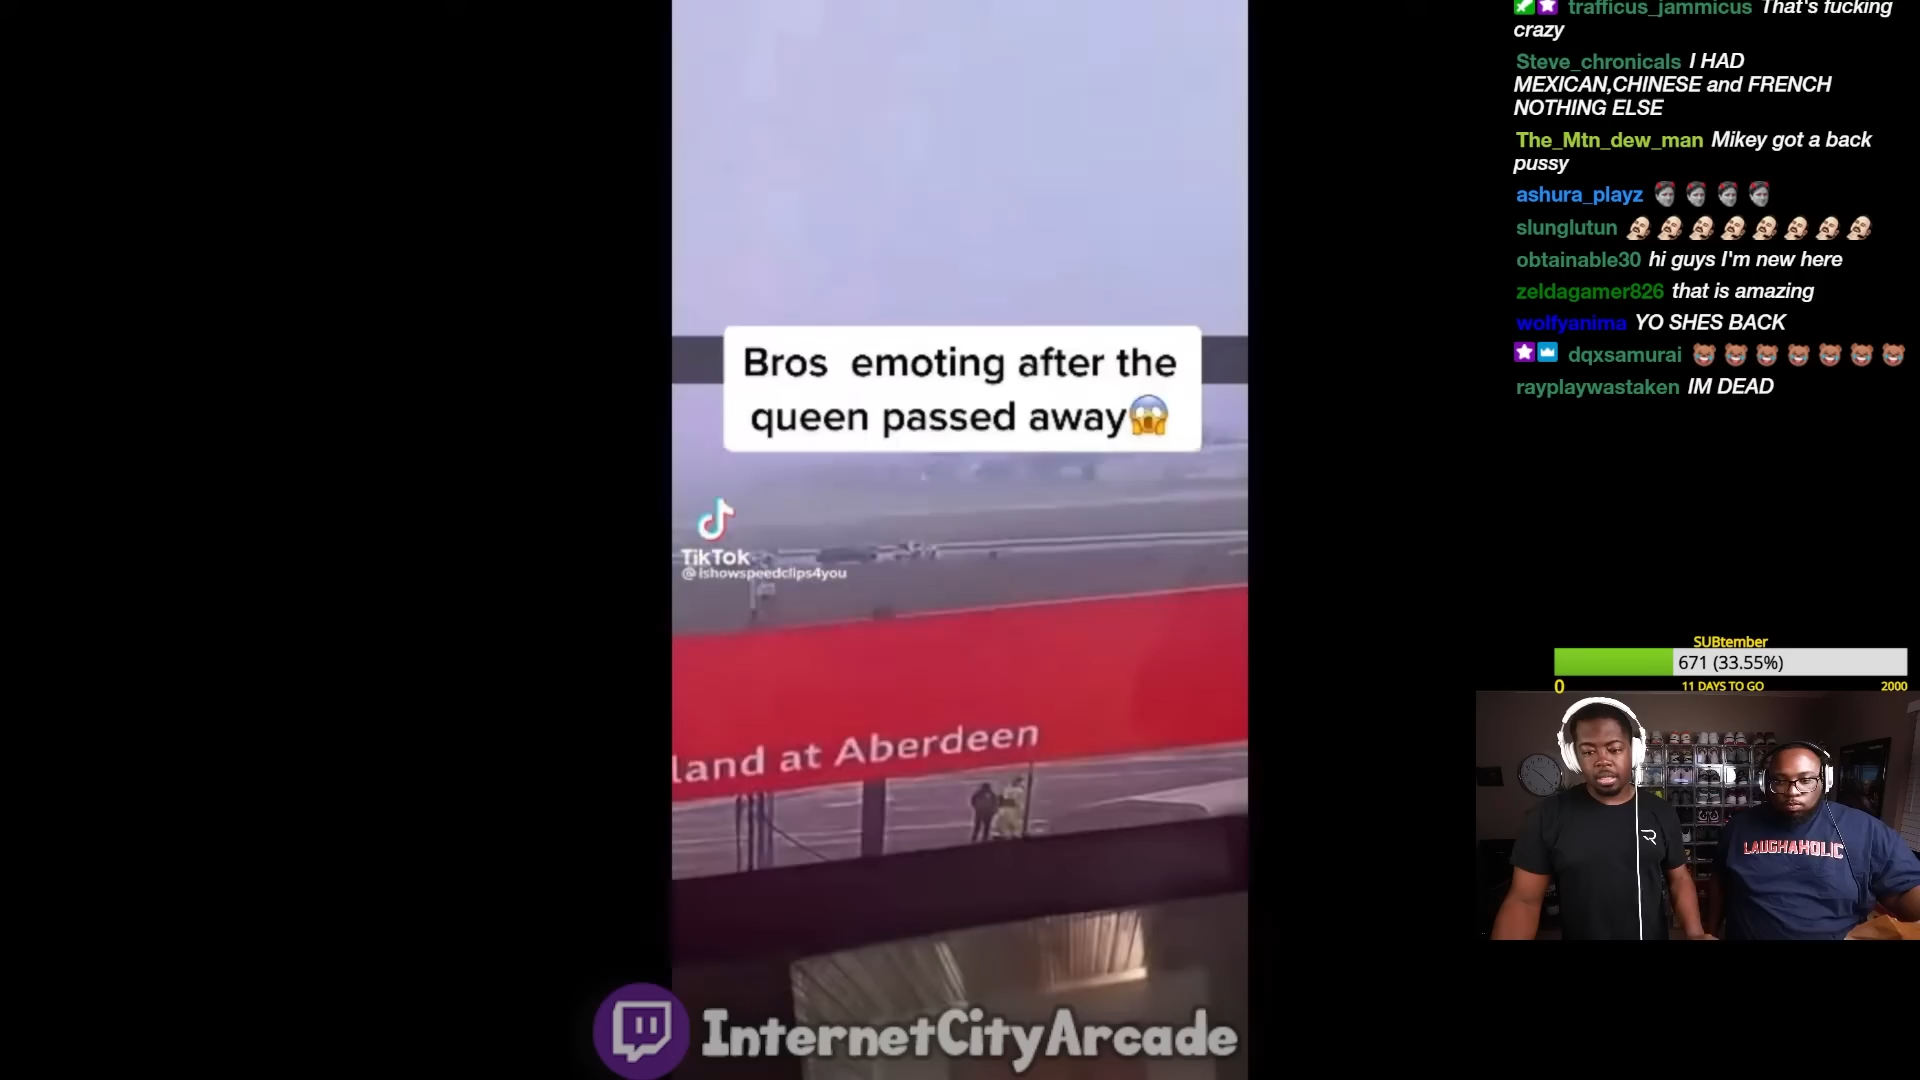 trafficus_jammicus That's fucking
crazy
Steve_chronicals I HAD
MEXICAN,CHINESE and FRENCH
NOTHING ELSE
The_Mtn_dew_man Mikey got a back
pussy
ashura_playz
slunglutun
obtainable30 hi guys I'm new here
zeldagamer826 that is amazing
wolfyanima YO SHES BACK
dqxsamurai
rayplaywastaken IM DEAD
Bros emoting after the
queen passed away😱
TikTok
@ishowspeedclips4you
land at Aberdeen
SUBtember
671 (33.55%)
0 11 DAYS TO GO 2000
LAUGHAHOLIC
InternetCityArcade